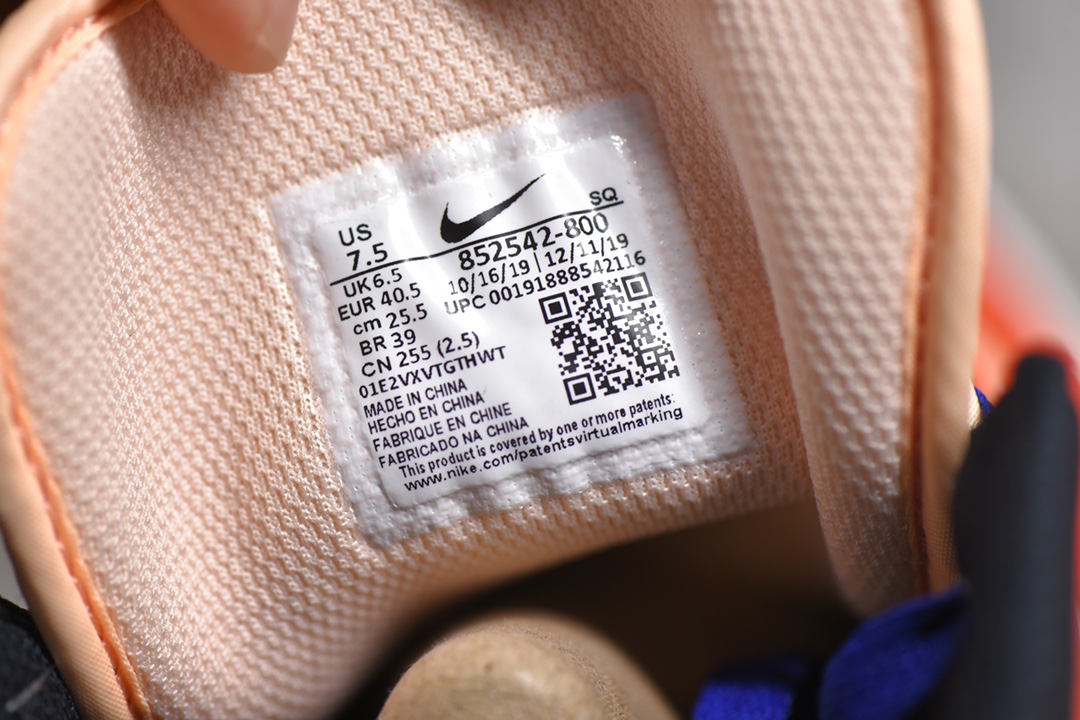 US
7.5
SQ
852542-800
UK 6.5
10/16/19 | 12/11/19
EUR 40.5
UPC 00191888542116
cm 25.5
BR 39
CN 255 (2.5)
01E2VXVTGTHWT
MADE IN CHINA
HECHO EN CHINA
FABRIQUE EN CHINE
FABRICADO NA CHINA
This product is covered by one or more patents:
www.nike.com/patentsvirtualmarking